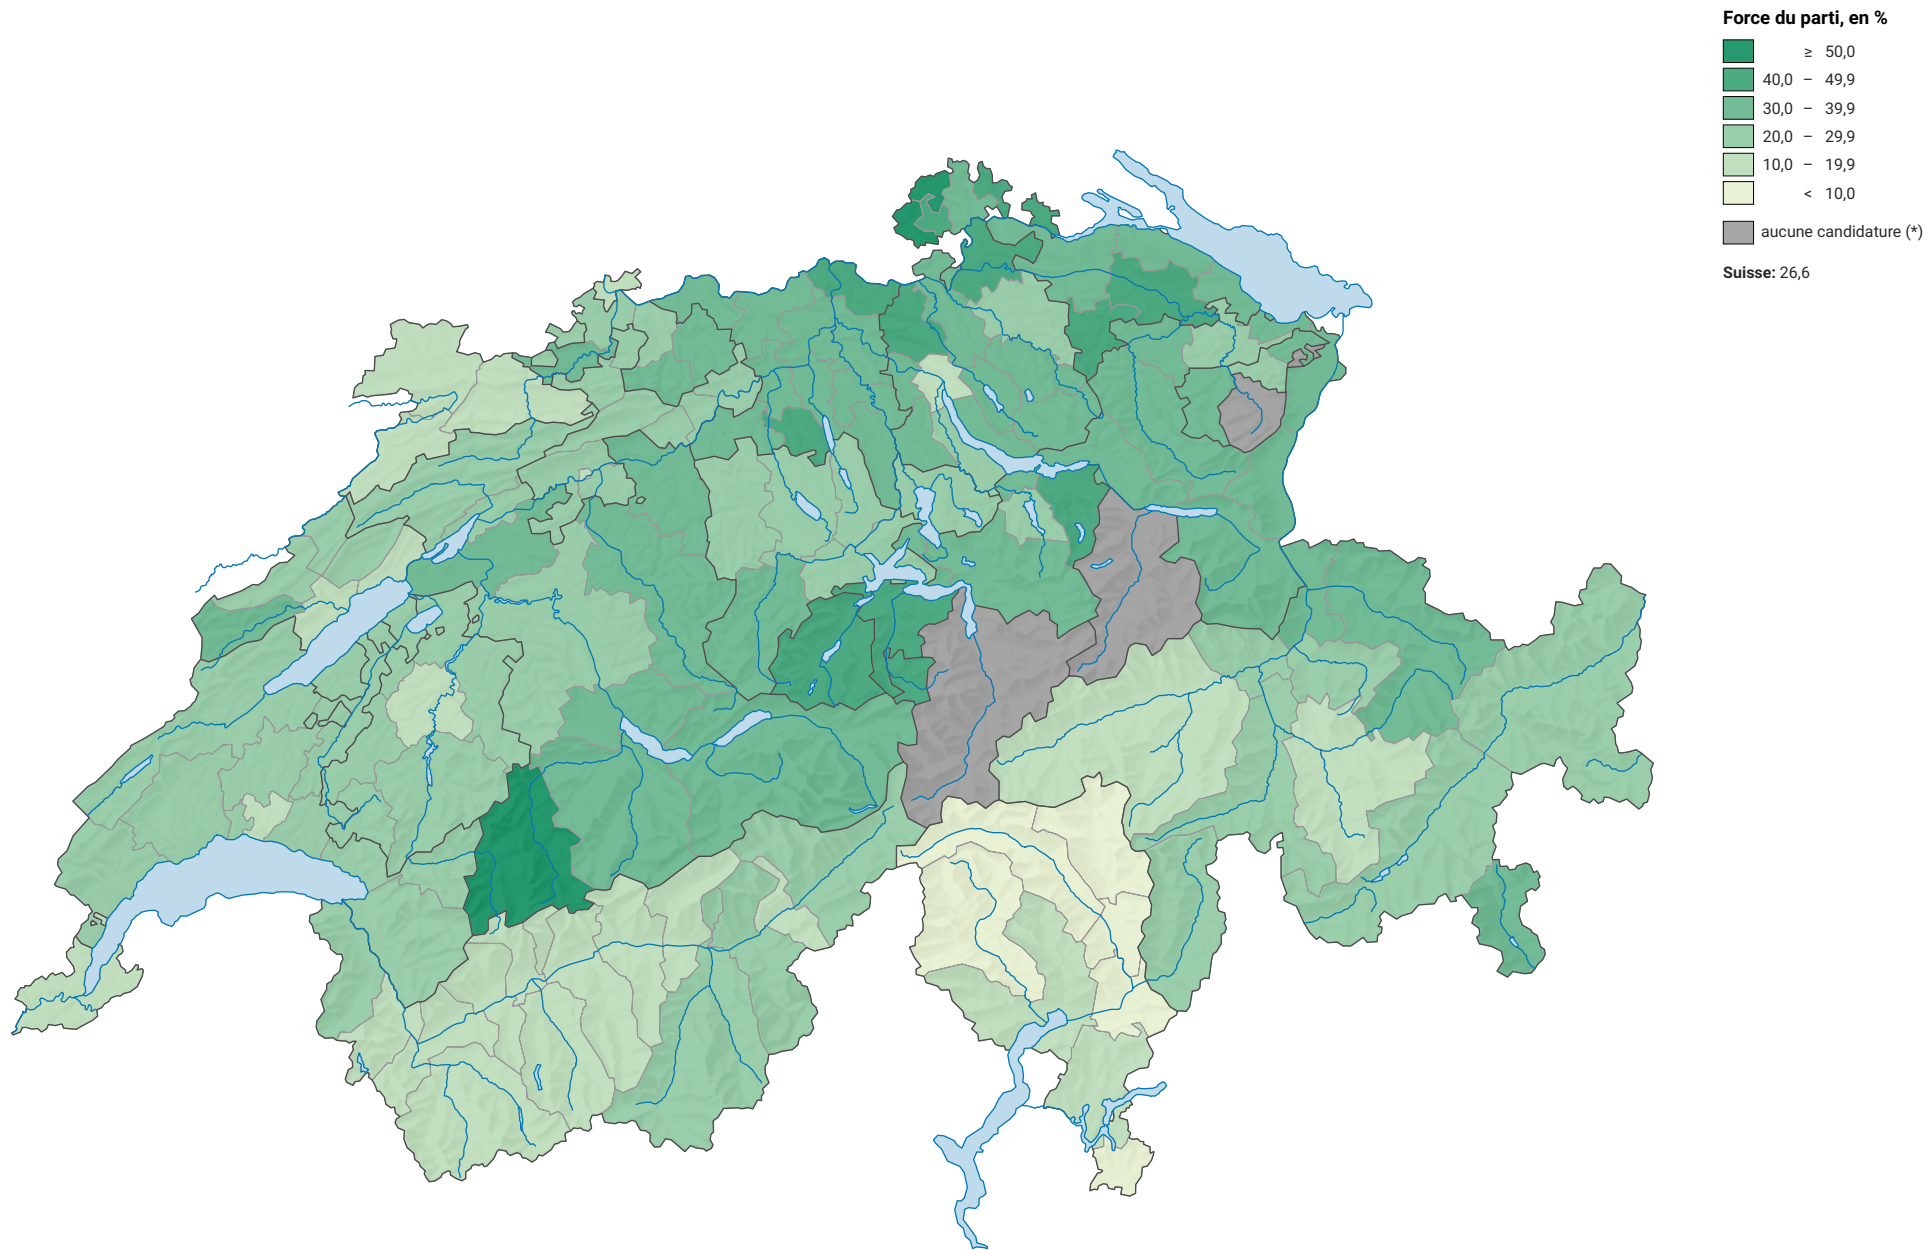 Force du parti, en %
≥ 50,0
40,0 – 49,9
30,0 – 39,9
20,0 – 29,9
10,0 – 19,9
< 10,0
aucune candidature (*)
Suisse: 26,6